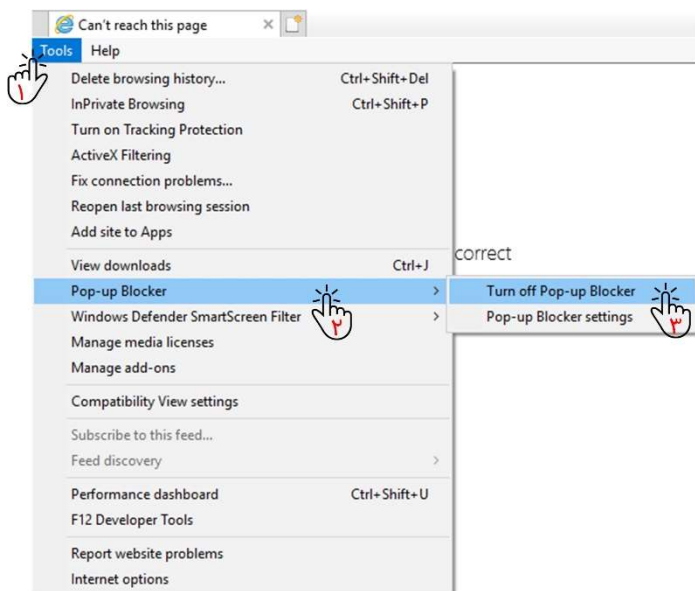 Can't reach this page
Tools Help
۱
Delete browsing history... Ctrl+Shift+Del
InPrivate Browsing Ctrl+Shift+P
Turn on Tracking Protection
ActiveX Filtering
Fix connection problems...
Reopen last browsing session
Add site to Apps
correct
View downloads Ctrl+J
Pop-up Blocker Turn off Pop-up Blocker
۲
۳
Windows Defender SmartScreen Filter Pop-up Blocker settings
Manage media licenses
Manage add-ons
Compatibility View settings
Subscribe to this feed...
Feed discovery
Performance dashboard Ctrl+Shift+U
F12 Developer Tools
Report website problems
Internet options